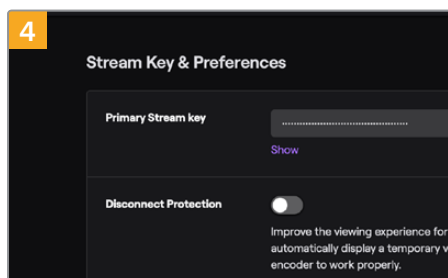 4
Stream Key & Preferences
Primary Stream key
Show
Disconnect Protection
Improve the viewing experience for
automatically display a temporary v
encoder to work properly.